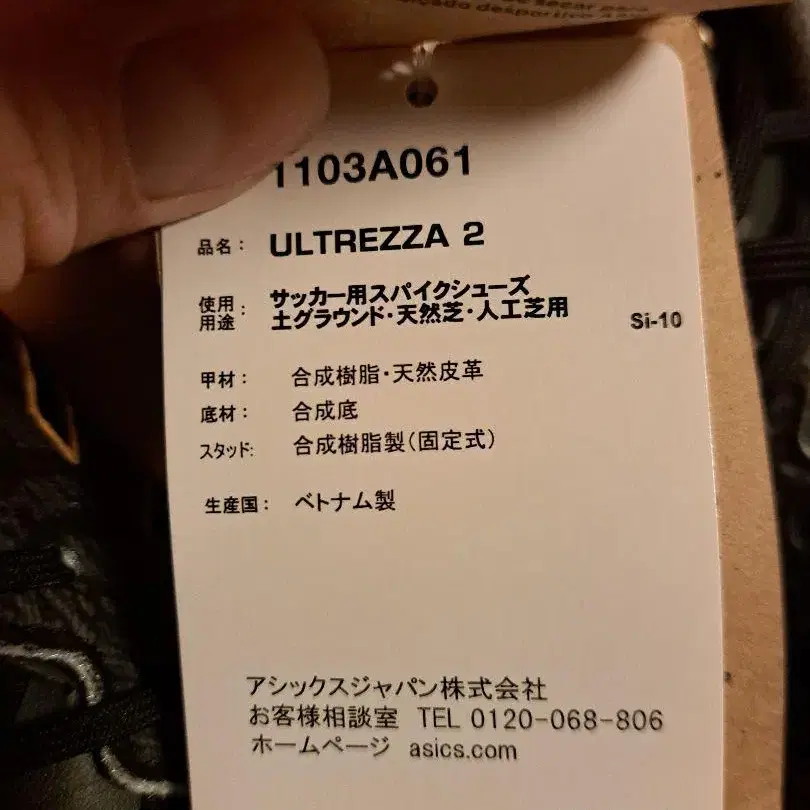 secar para
desportivo
1103A061
品名： ULTREZZA 2
使用用途： サッカー用スパイクシューズ
土グラウンド・天然芝・人工芝用
Si-10
甲材： 合成樹脂・天然皮革
底材： 合成底
スタッド: 合成樹脂製(固定式)
生産国： ベトナム製
アシックスジャパン株式会社
お客様相談室 TEL 0120-068-806
ホームページ asics.com